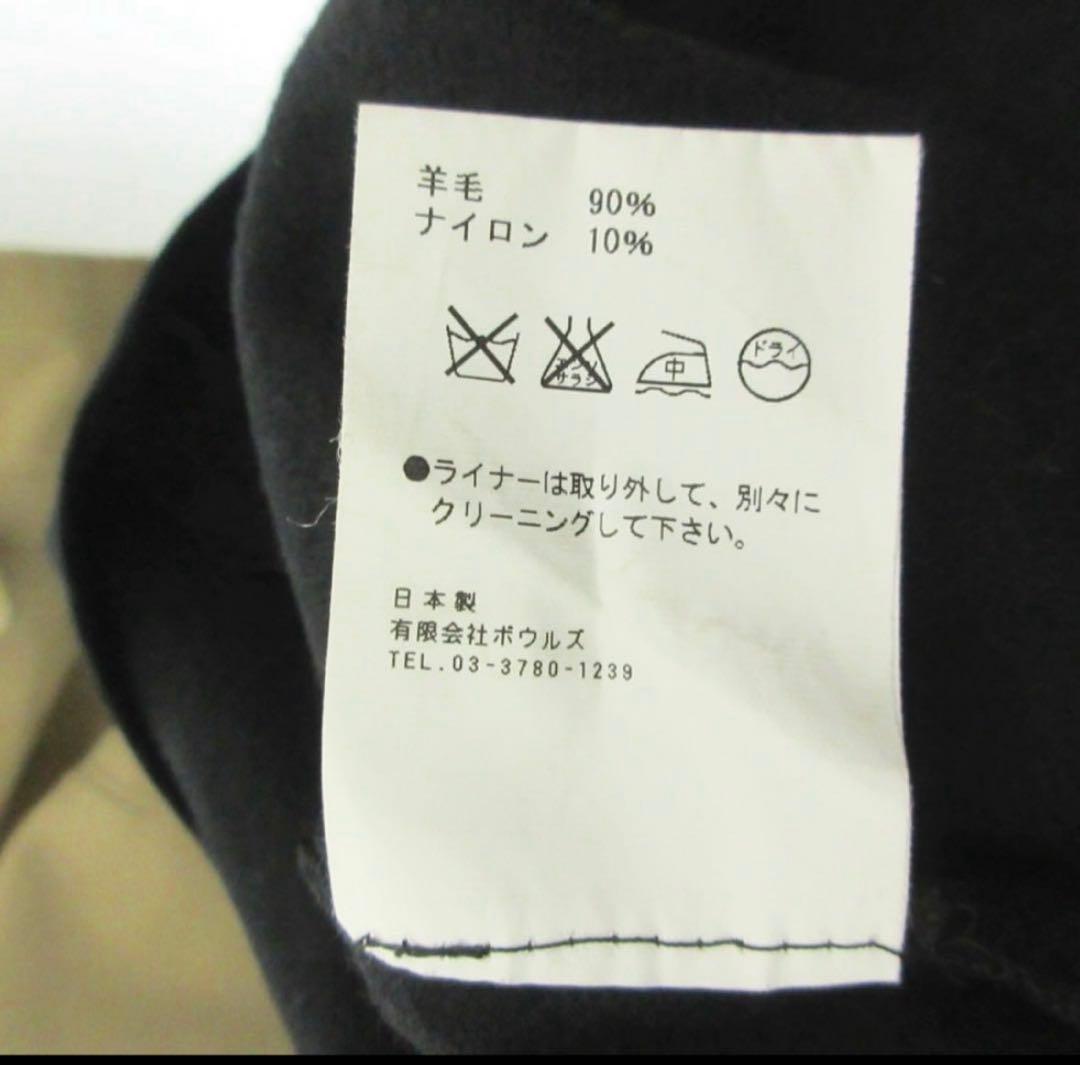 羊毛 90%
ナイロン 10%
中
ドライ
●ライナーは取り外して、別々に
クリーニングして下さい。
日本製
有限会社ボウルズ
TEL.03-3780-1239